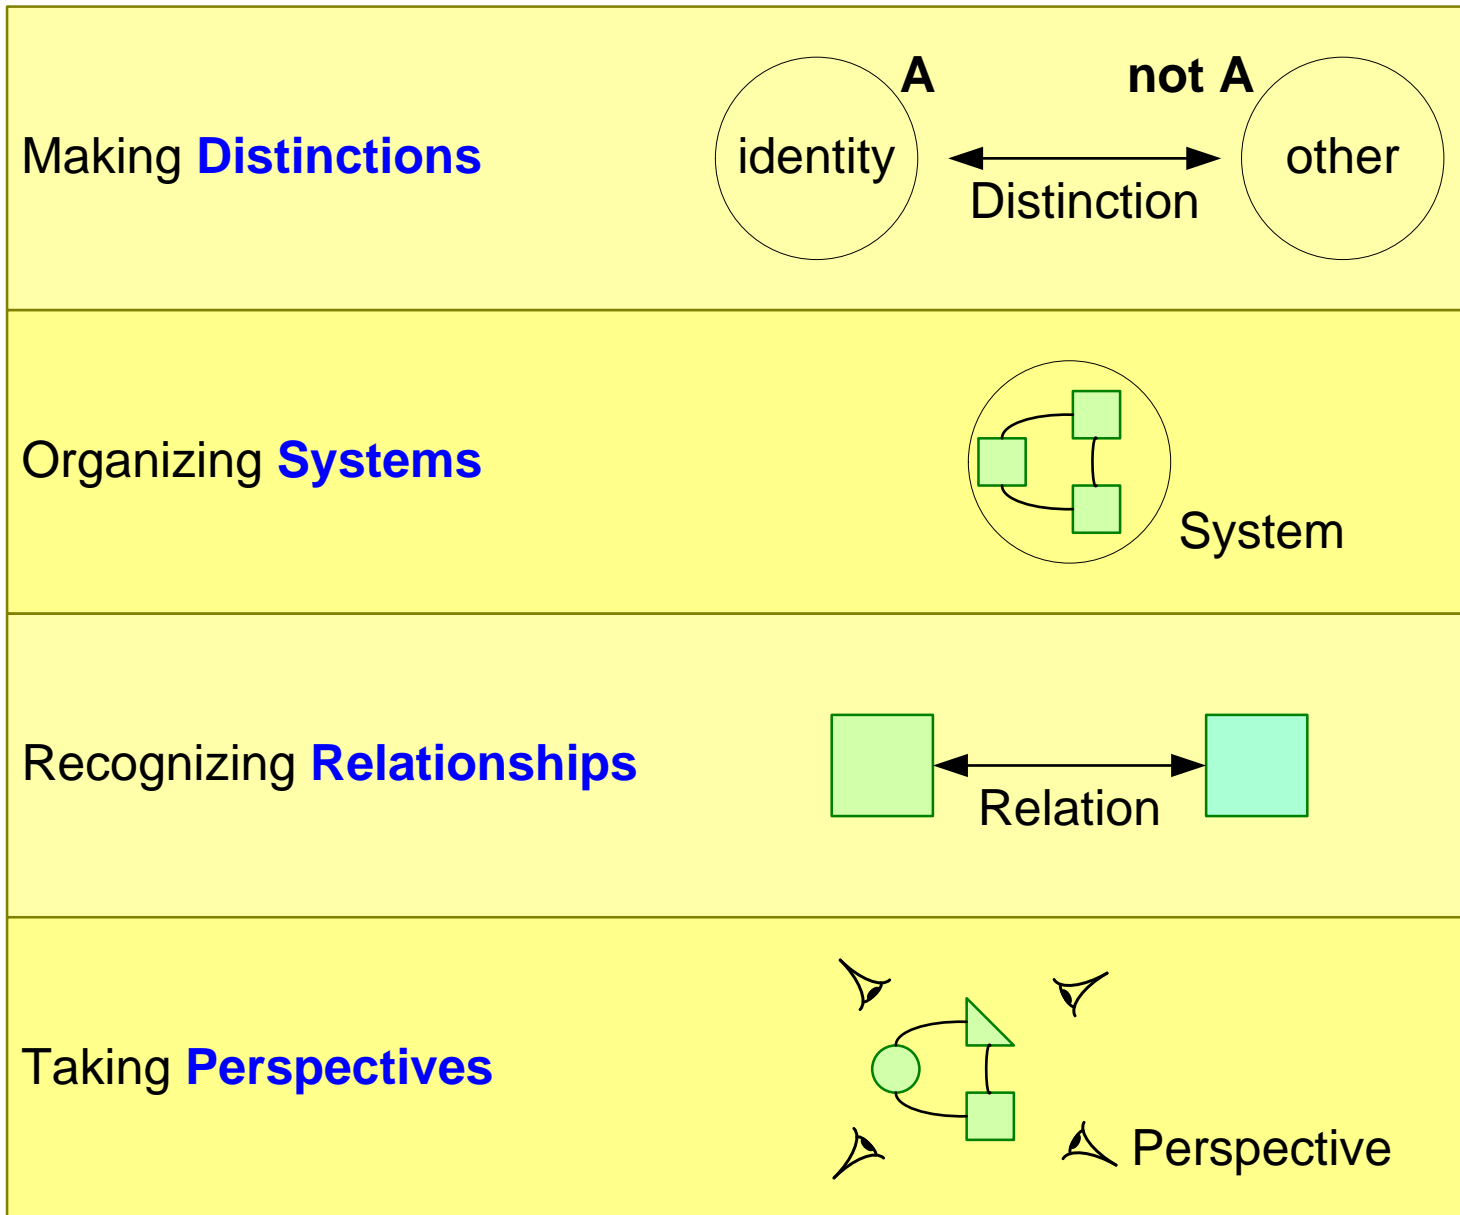 Making Distinctions
A
not A
identity
other
Distinction
Organizing Systems
System
Recognizing Relationships
Relation
Taking Perspectives
Perspective